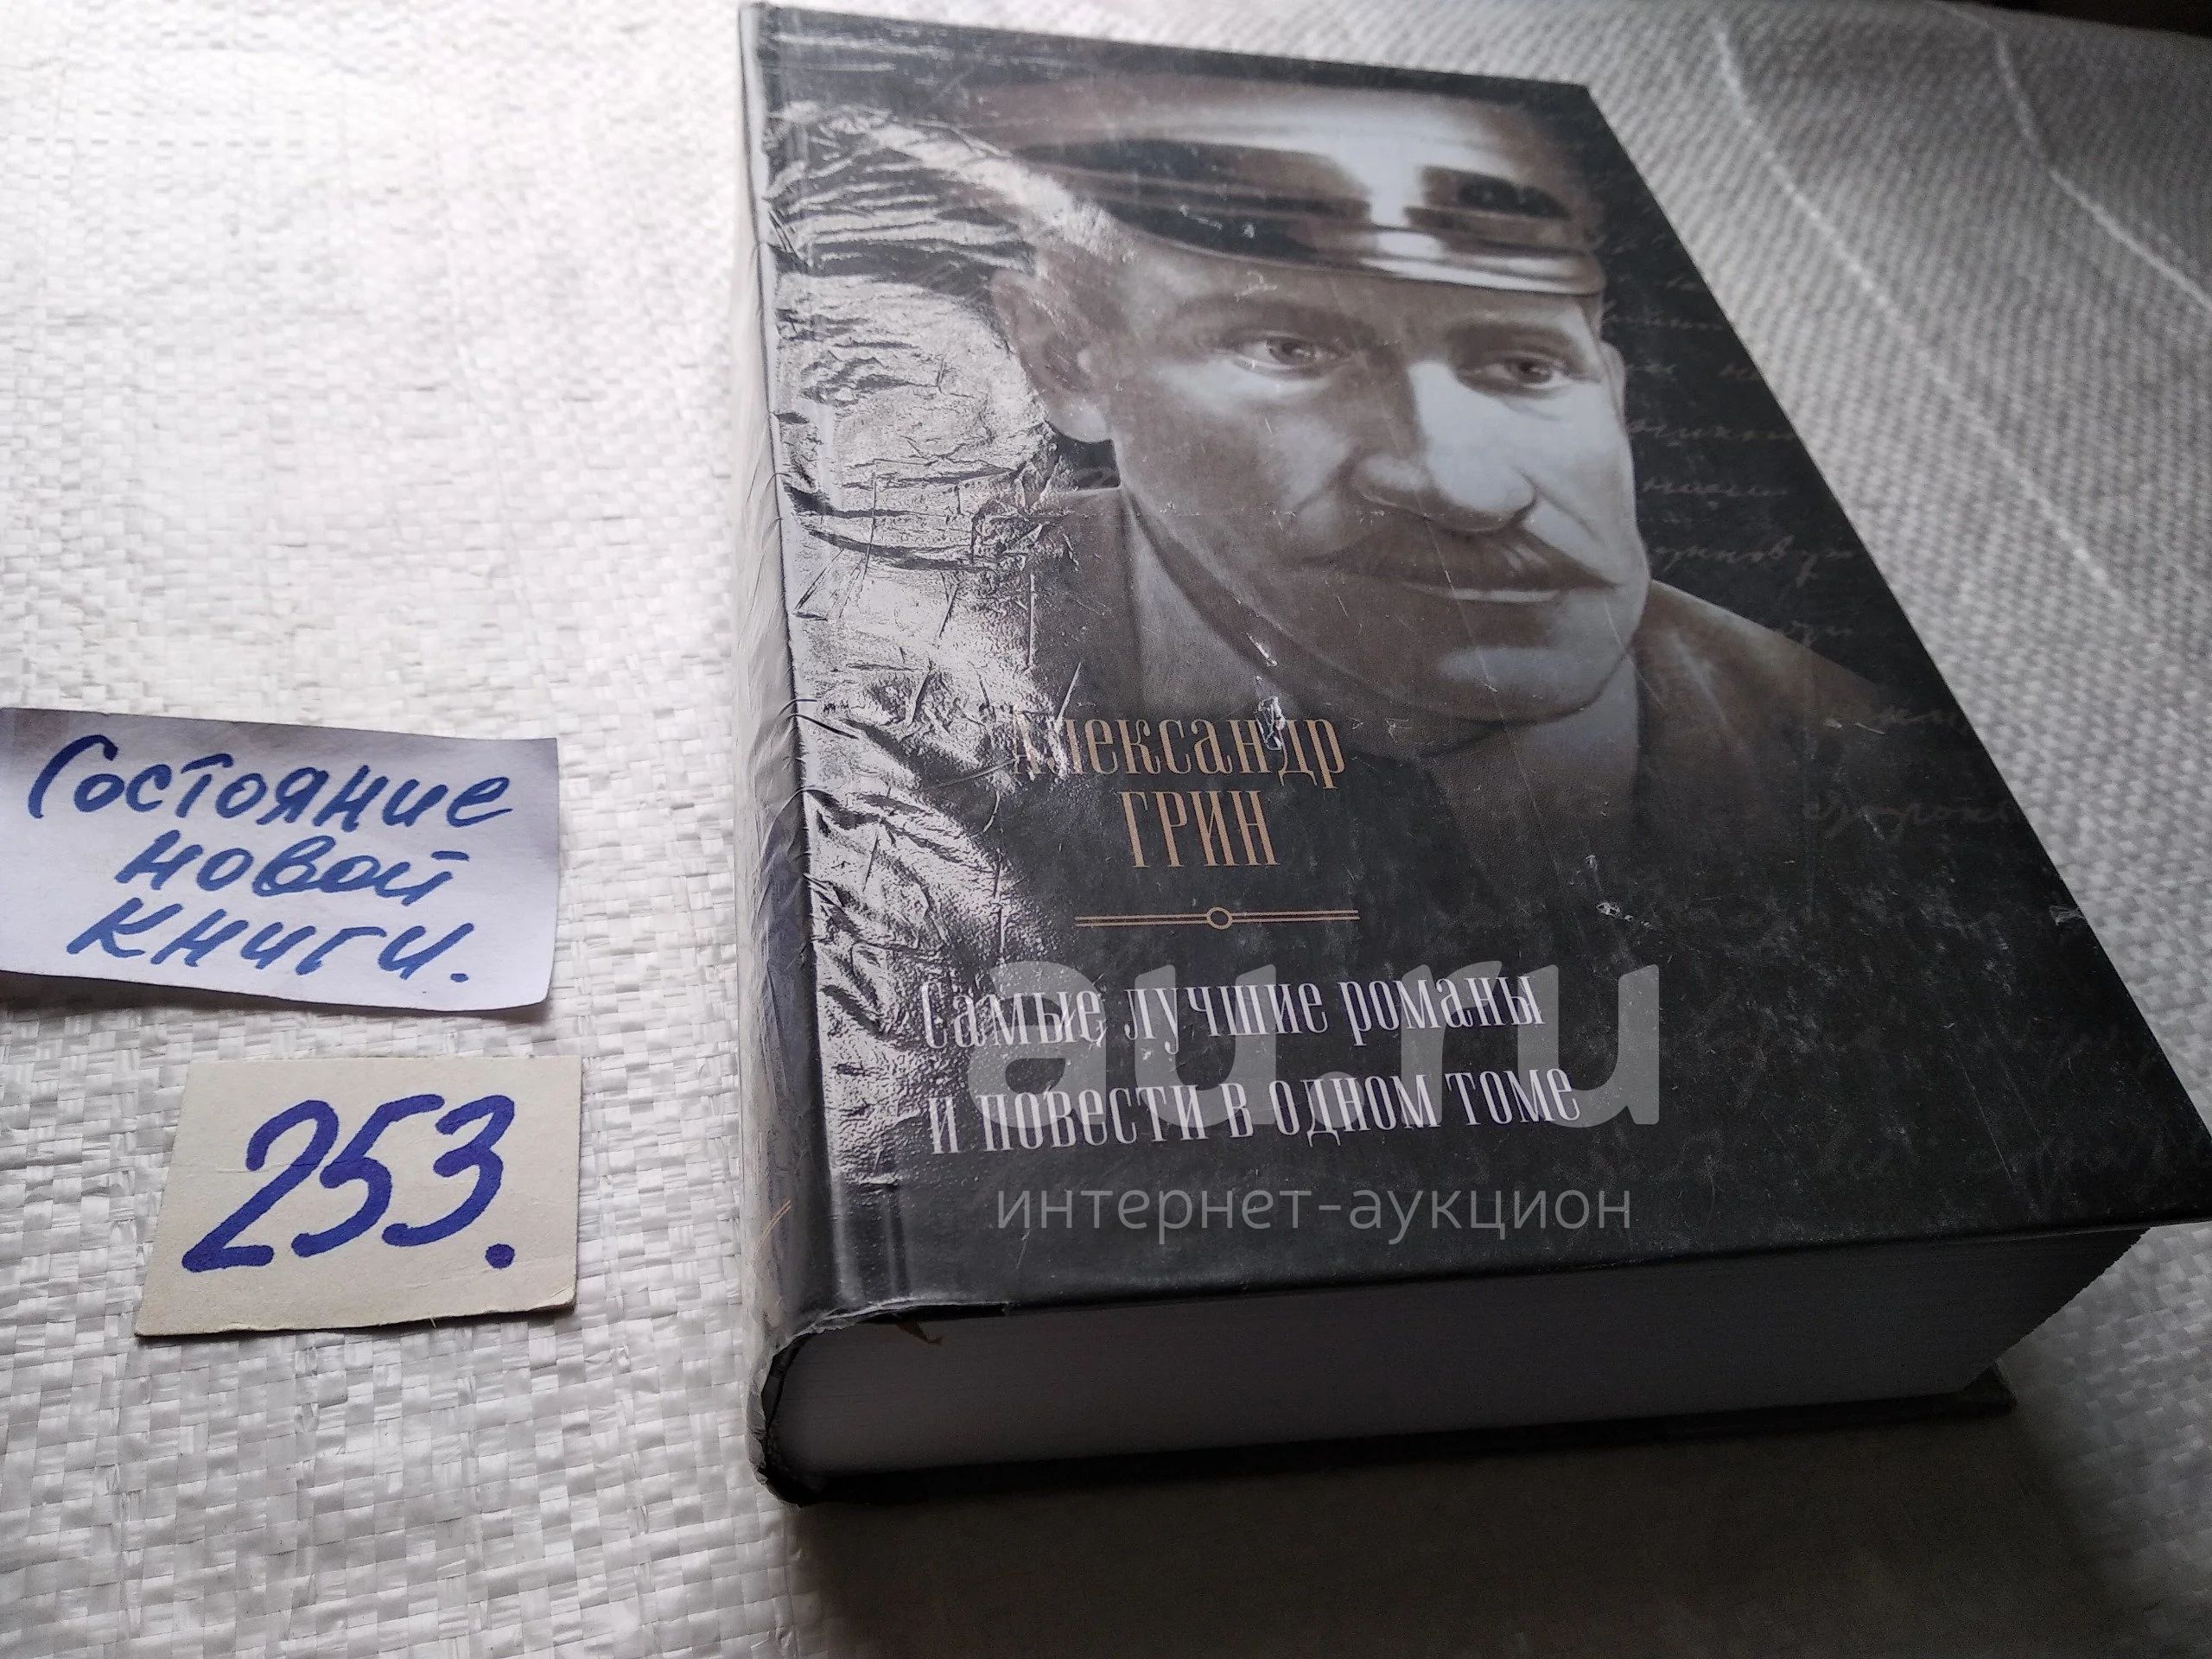 Состояние
новой
книги.
253.
Александр
ГРИН
Самые лучшие романы
и повести в одном томе
au.ru
интернет-аукцион